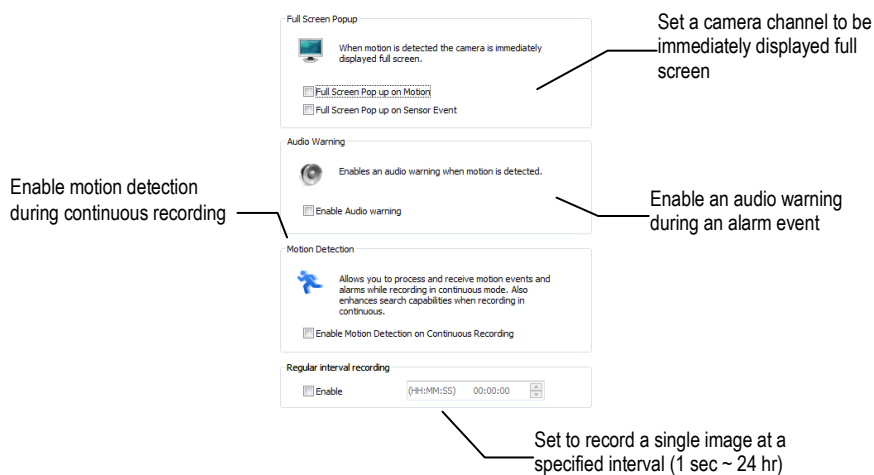 Full Screen Popup
When motion is detected the camera is immediately
displayed full screen.
Full Screen Pop up on Motion
Full Screen Pop up on Sensor Event
Set a camera channel to be
immediately displayed full
screen
Audio Warning
Enables an audio warning when motion is detected.
Enable Audio warning
Enable motion detection
during continuous recording
Enable an audio warning
during an alarm event
Motion Detection
Allows you to process and receive motion events and
alarms while recording in continuous mode. Also
enhances search capabilities when recording in
continuous.
Enable Motion Detection on Continuous Recording
Regular interval recording
Enable (HH:MM:SS) 00:00:00
Set to record a single image at a
specified interval (1 sec ~ 24 hr)